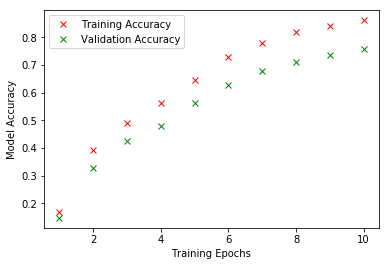 Training Accuracy
Validation Accuracy
0.8
0.7
0.6
0.5
0.4
0.3
0.2
Model Accuracy
2 4 6 8 10
Training Epochs